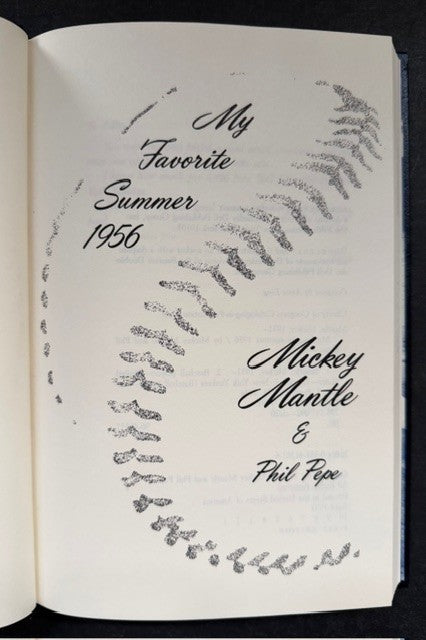 My
Favorite
Summer
1956
Mickey
Mantle
&
Phil Pepe